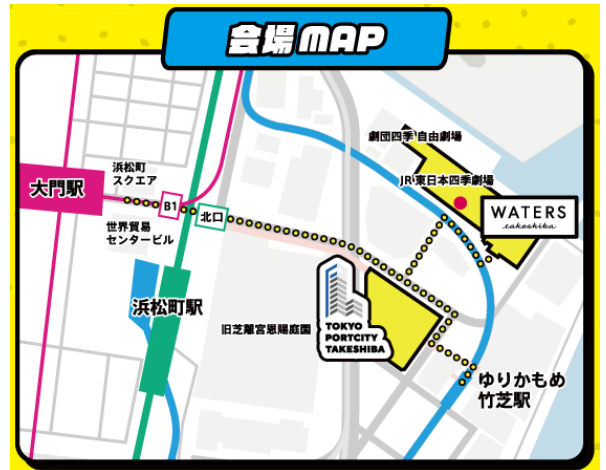 会場MAP
劇団四季 自由劇場
JR東日本四季劇場
浜松町
スクエア
大門駅
B1
北口
WATERS
takeshiba
世界貿易
センタービル
浜松町駅
旧芝離宮恩賜庭園
TOKYO
PORTCITY
TAKESHIBA
ゆりかもめ
竹芝駅